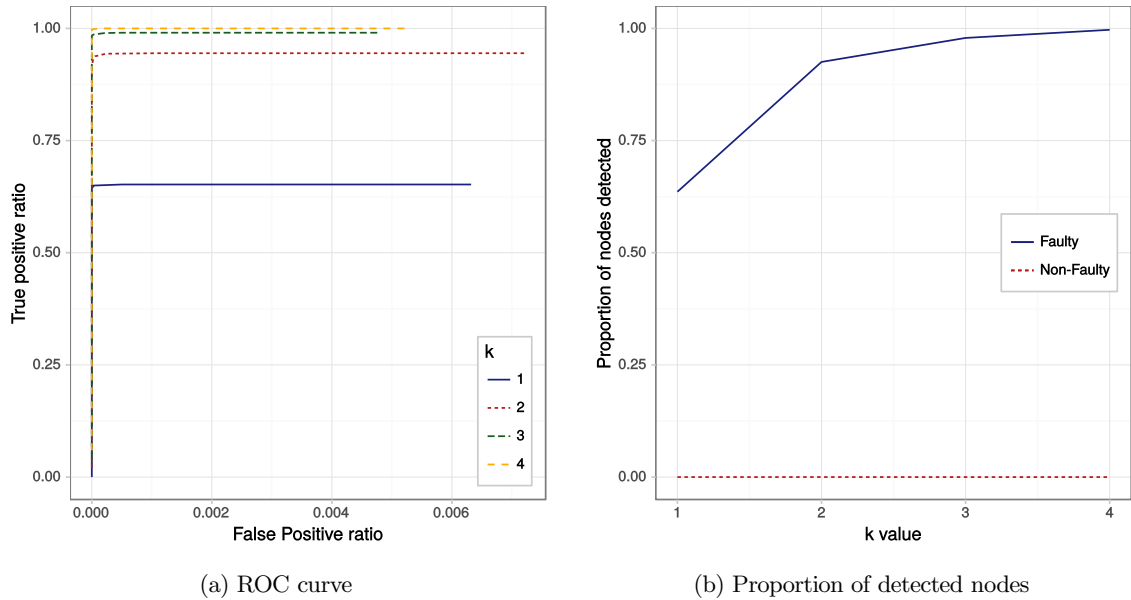 True positive ratio
1.00
0.75
0.50
0.25
0.00
k
1
2
3
4
0.000
0.002
0.004
0.006
False Positive ratio
(a) ROC curve
Proportion of nodes detected
1.00
0.75
0.50
0.25
0.00
Faulty
Non-Faulty
1
2
3
4
k value
(b) Proportion of detected nodes